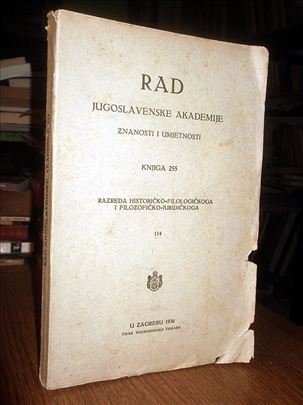 RAD
JUGOSLAVENSKE AKADEMIJE
ZNANOSTI I UMJETNOSTI
KNJIGA 255
RAZREDA HISTORIČKO-FILOLOGIČKOGA
I FILOZOFIČKO-JURIDIČKOGA
114
U ZAGREBU 1936
TISAK NADBISKUPSKE TISKARE